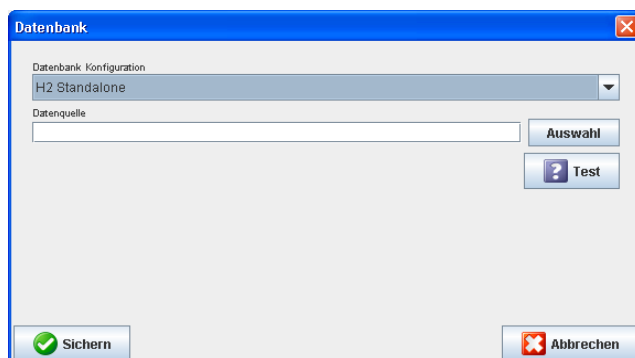 Datenbank
Datenbank Konfiguration
H2 Standalone
Datenquelle
Auswahl
Test
Sichern
Abbrechen